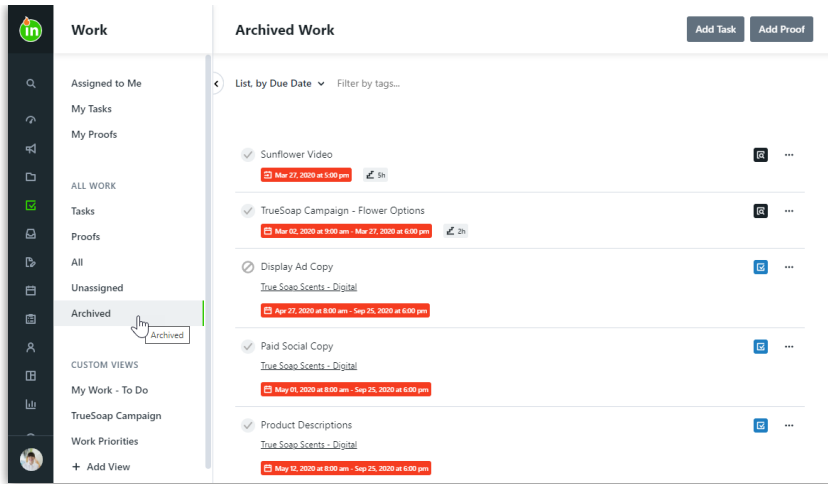 in
Work
Assigned to Me
My Tasks
My Proofs
ALL WORK
Tasks
Proofs
All
Unassigned
Archived
Archived
CUSTOM VIEWS
My Work - To Do
TrueSoap Campaign
Work Priorities
+ Add View
Archived Work
Add Task
Add Proof
List, by Due Date
Filter by tags...
Sunflower Video
Mar 27, 2020 at 5:00 pm
5h
TrueSoap Campaign - Flower Options
Mar 02, 2020 at 9:00 am - Mar 27, 2020 at 6:00 pm
2h
Display Ad Copy
True Soap Scents - Digital
Apr 27, 2020 at 8:00 am - Sep 25, 2020 at 6:00 pm
Paid Social Copy
True Soap Scents - Digital
May 01, 2020 at 8:00 am - Sep 25, 2020 at 6:00 pm
Product Descriptions
True Soap Scents - Digital
May 12, 2020 at 8:00 am - Sep 25, 2020 at 6:00 pm